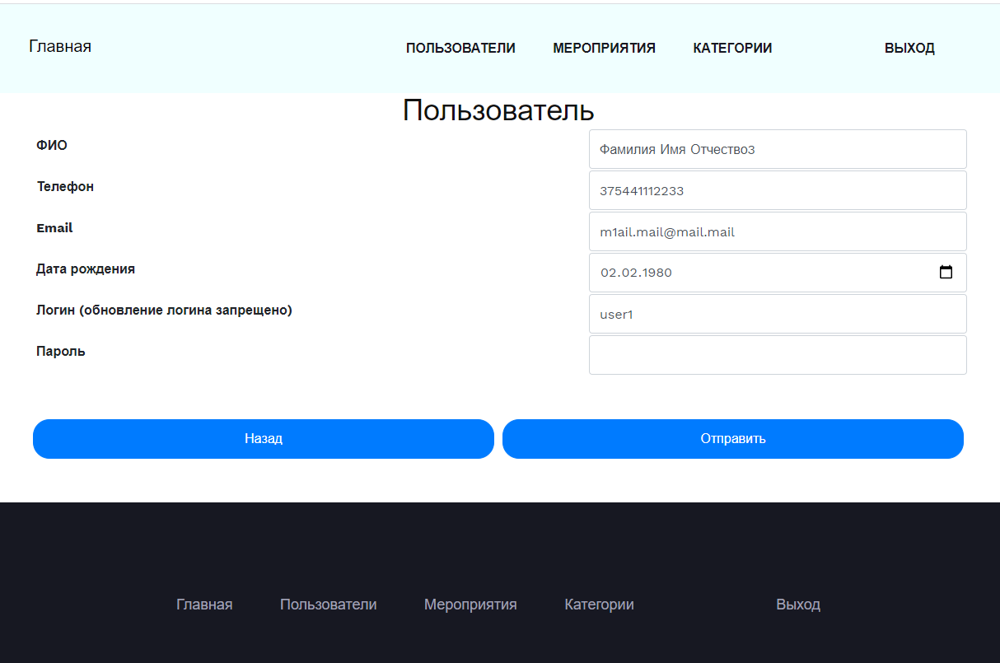 Главная ПОЛЬЗОВАТЕЛИ МЕРОПРИЯТИЯ КАТЕГОРИИ ВЫХОД
Пользователь
ФИО Фамилия Имя Отчество3
Телефон 375441112233
Email m1ail.mail@mail.mail
Дата рождения 02.02.1980
Логин (обновление логина запрещено) user1
Пароль
Назад Отправить
Главная Пользователи Мероприятия Категории Выход